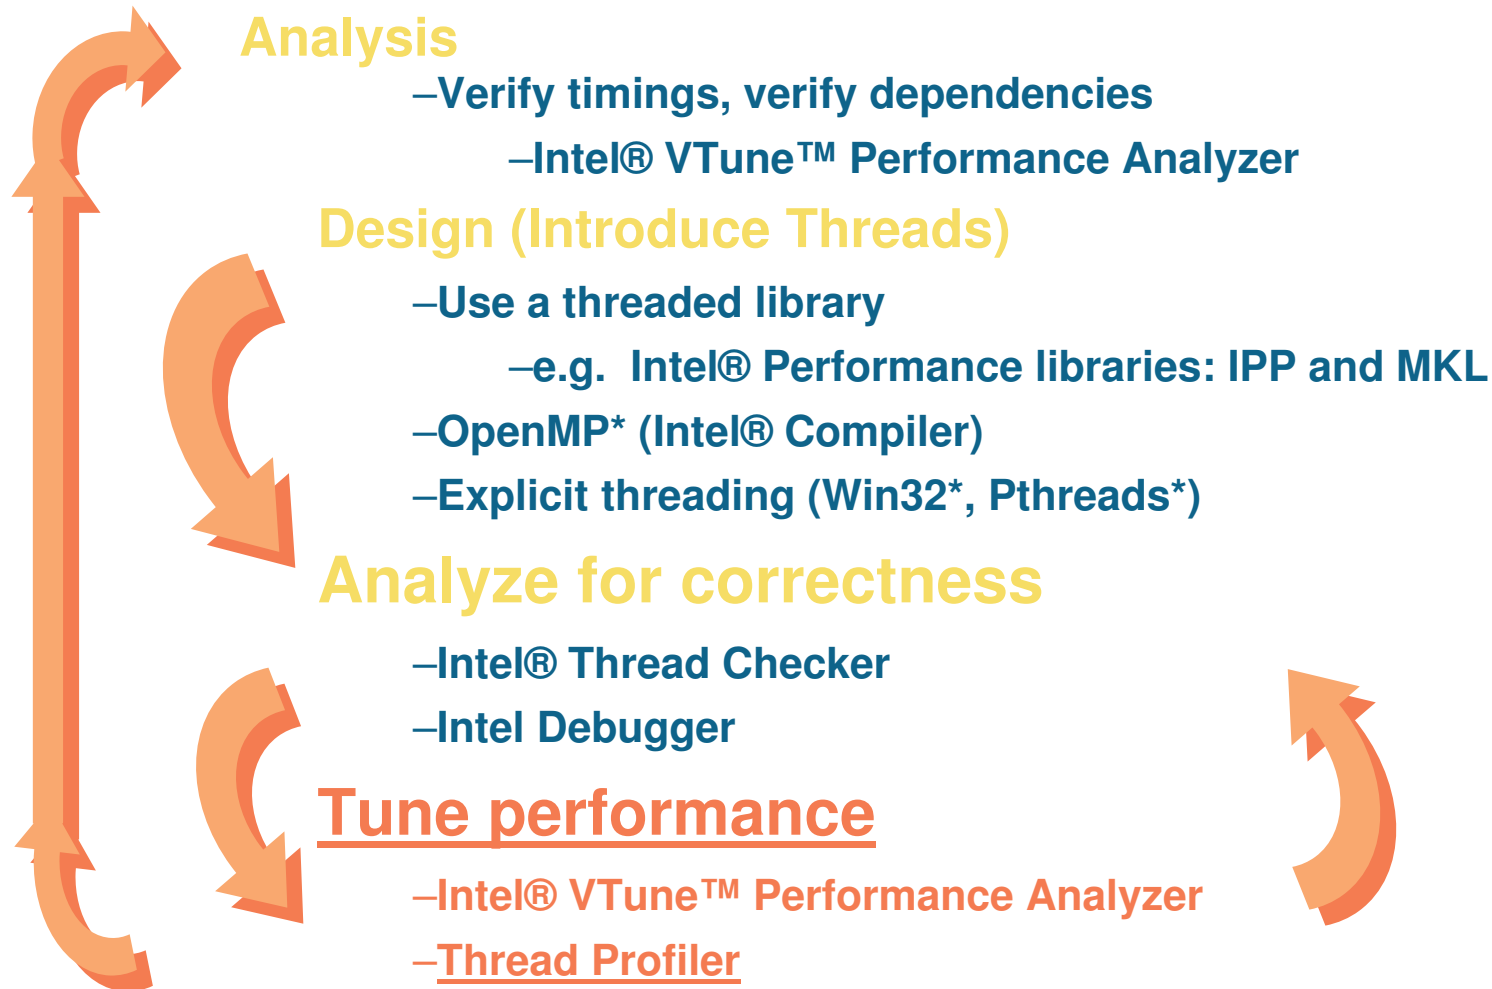 Analysis
–Verify timings, verify dependencies
–Intel® VTune™ Performance Analyzer
Design (Introduce Threads)
–Use a threaded library
–e.g. Intel® Performance libraries: IPP and MKL
–OpenMP* (Intel® Compiler)
–Explicit threading (Win32*, Pthreads*)
Analyze for correctness
–Intel® Thread Checker
–Intel Debugger
Tune performance
–Intel® VTune™ Performance Analyzer
–Thread Profiler